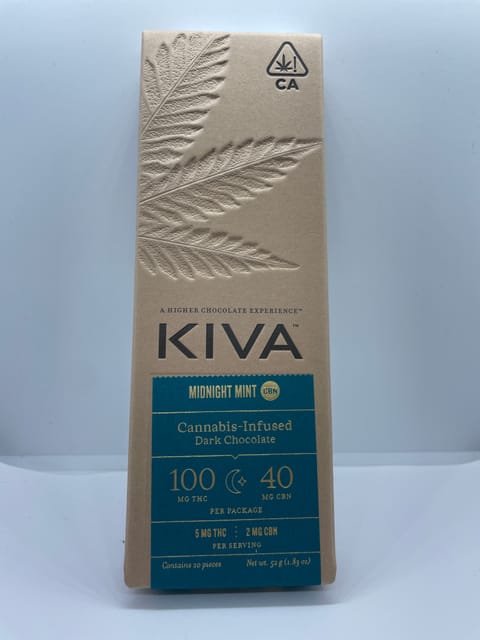 CA
A HIGHER CHOCOLATE EXPERIENCE™
KIVA™
MIDNIGHT MINT CBN
Cannabis-Infused
Dark Chocolate
100 40
MG THC MG CBN
PER PACKAGE
5 MG THC 2 MG CBN
PER SERVING
Contains 20 pieces Net wt. 52 g (1.83 oz)